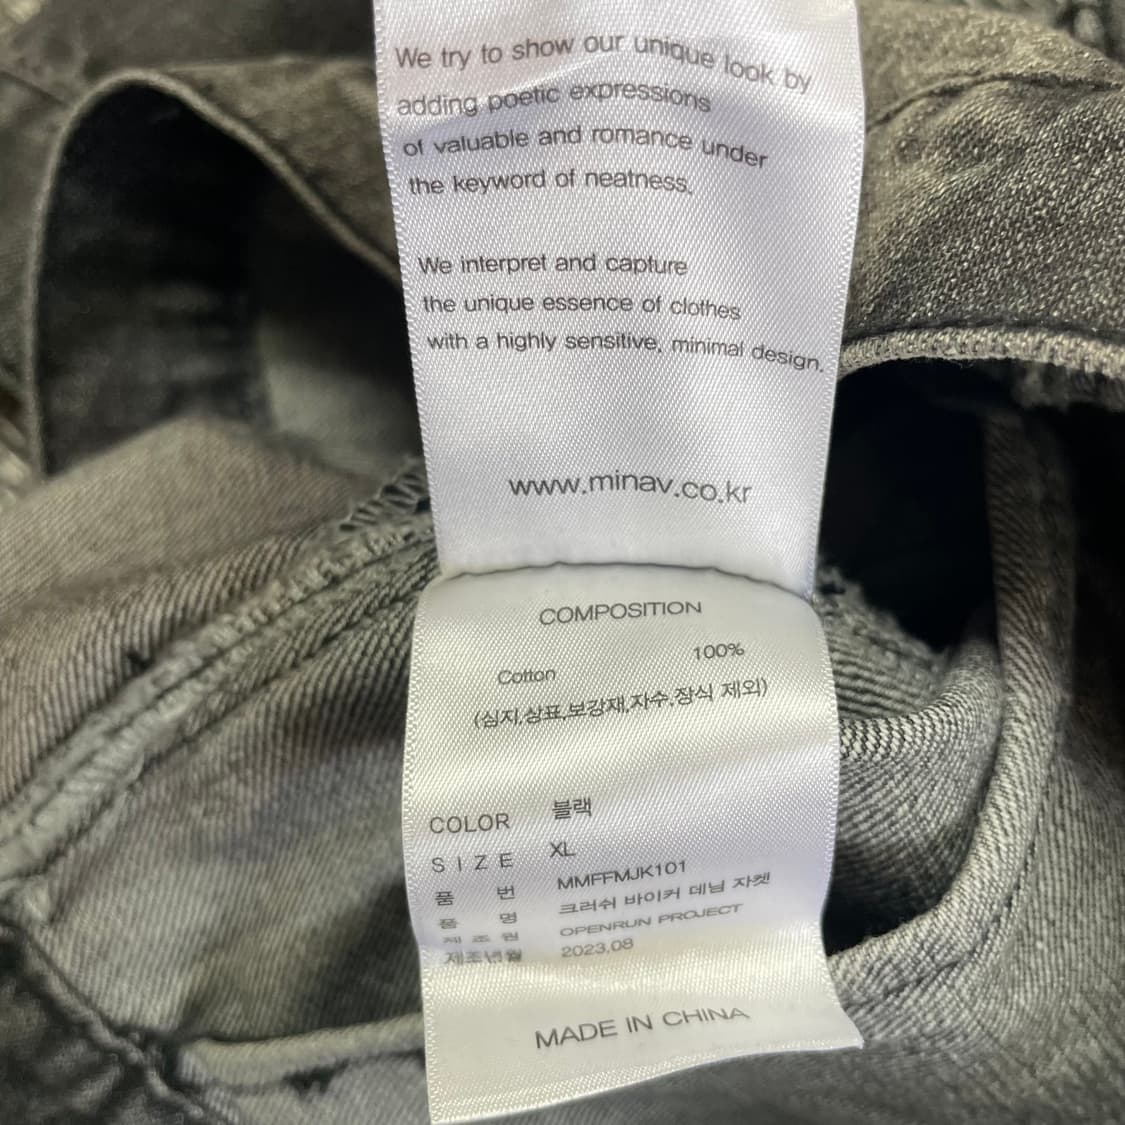 We try to show our unique look by
adding poetic expressions
of valuable and romance under
the keyword of neatness.
We interpret and capture
the unique essence of clothes
with a highly sensitive, minimal design.
www.minav.co.kr
COMPOSITION
Cotton 100%
(심지,상표,보강재,자수,장식 제외)
COLOR 블랙
SIZE XL
품 번 MMFFMJK101
품 명 크러쉬 바이커 데님 자켓
제 조 원 OPENRUN PROJECT
제조년월 2023.08
MADE IN CHINA